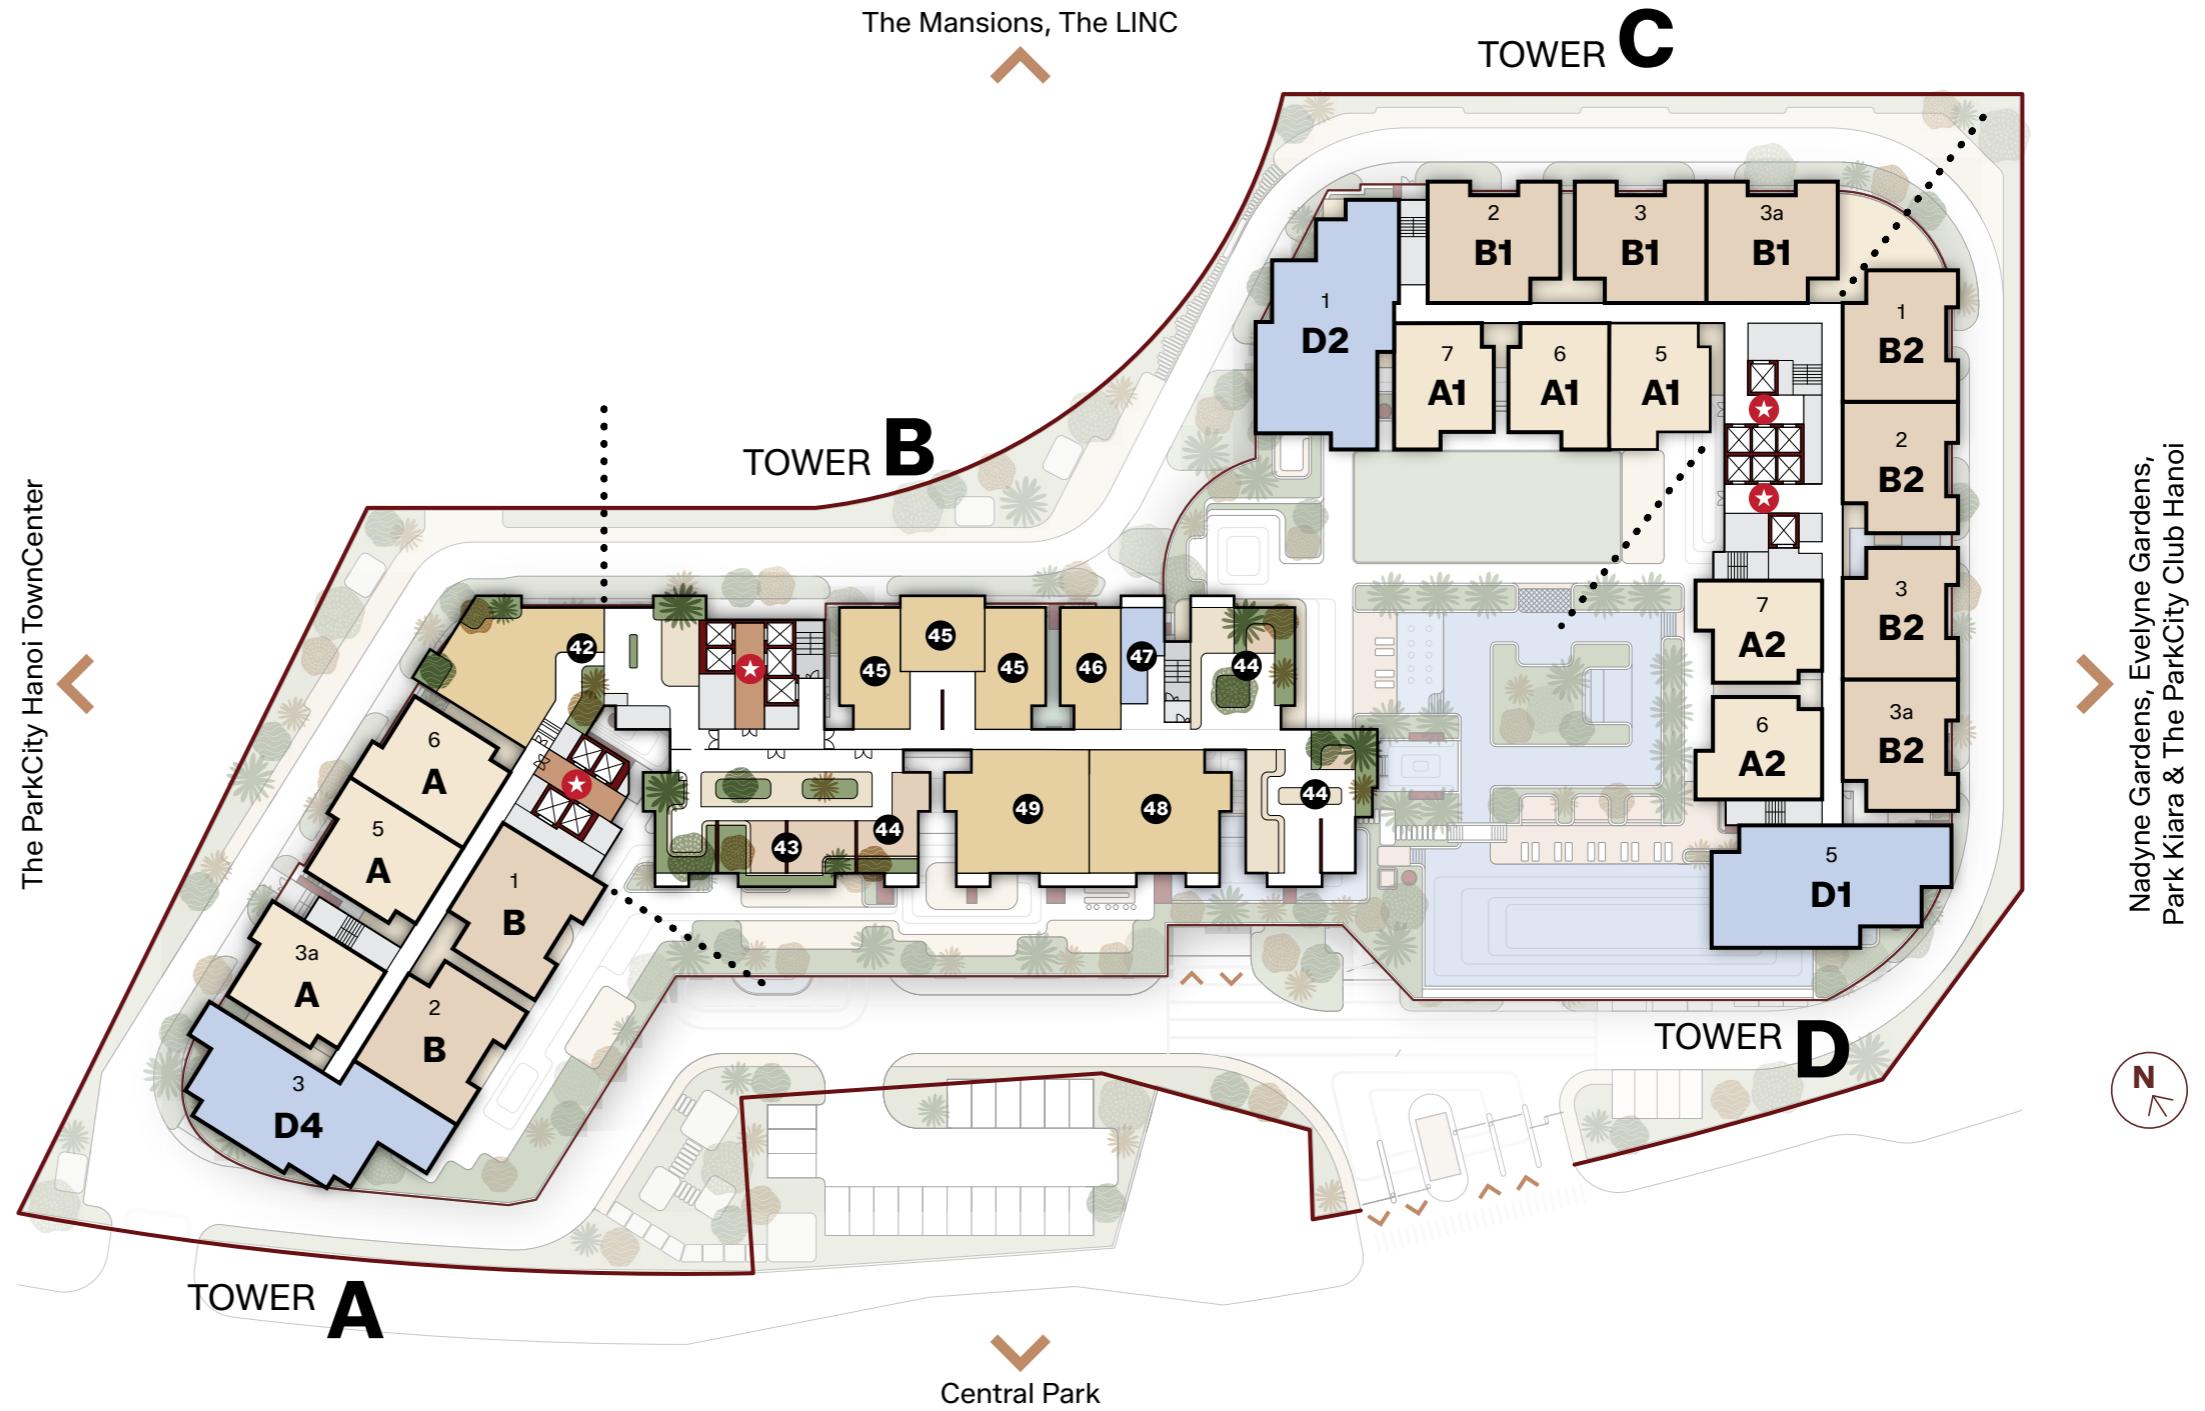 The Mansions, The LINC
TOWER C
2
B1
3
B1
3a
B1
1
D2
7
A1
6
A1
5
A1
1
B2
2
B2
3
B2
3a
B2
7
A2
6
A2
5
D1
TOWER D
TOWER B
42
45
45
45
46
47
44
49
48
44
43
44
6
A
5
A
3a
A
1
B
2
B
3
D4
TOWER A
The ParkCity Hanoi TownCenter
Nadyne Gardens, Evelyne Gardens,
Park Kiara & The ParkCity Club Hanoi
N
Central Park